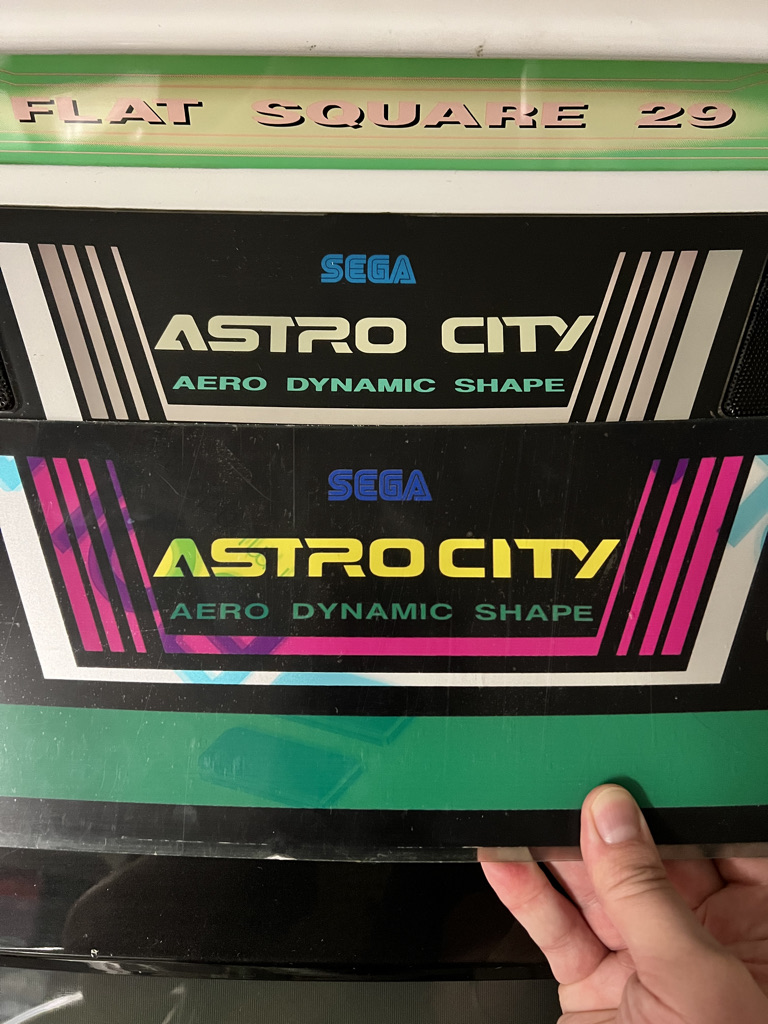 FLAT SQUARE 29
SEGA
ASTRO CITY
AERO DYNAMIC SHAPE
SEGA
ASTRO CITY
AERO DYNAMIC SHAPE